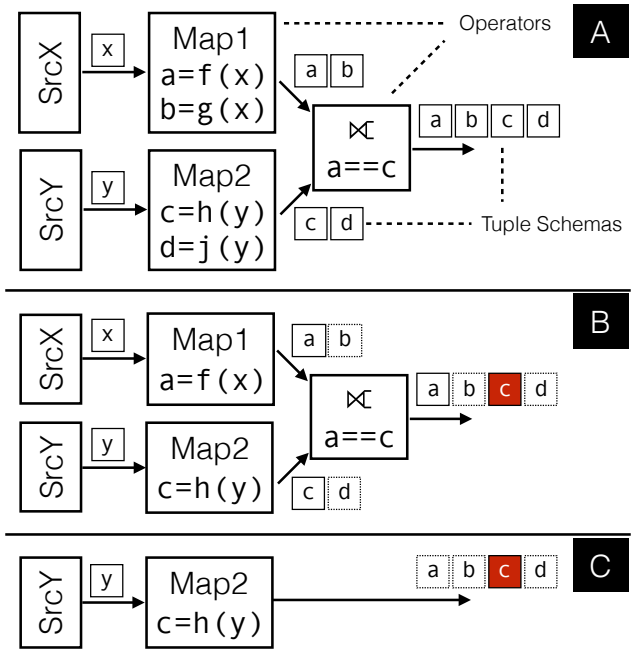 A
SrcX
x
Map1
a=f(x)
b=g(x)
Operators
a b
⟕
a==c
a b c d
SrcY
y
Map2
c=h(y)
d=j(y)
c d
Tuple Schemas
B
SrcX
x
Map1
a=f(x)
a b
⟕
a==c
a b c d
SrcY
y
Map2
c=h(y)
c d
C
SrcY
y
Map2
c=h(y)
a b c d